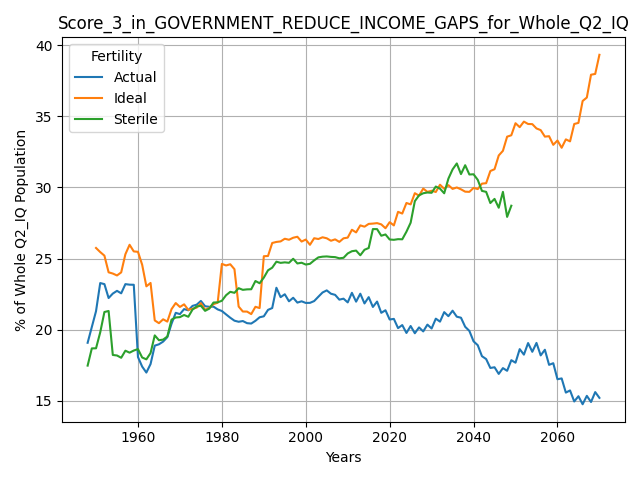 Score_3_in_GOVERNMENT_REDUCE_INCOME_GAPS_for_Whole_Q2_IQ
40
35
30
25
20
15
% of Whole Q2_IQ Population
Fertility
Actual
Ideal
Sterile
1960
1980
2000
2020
2040
2060
Years